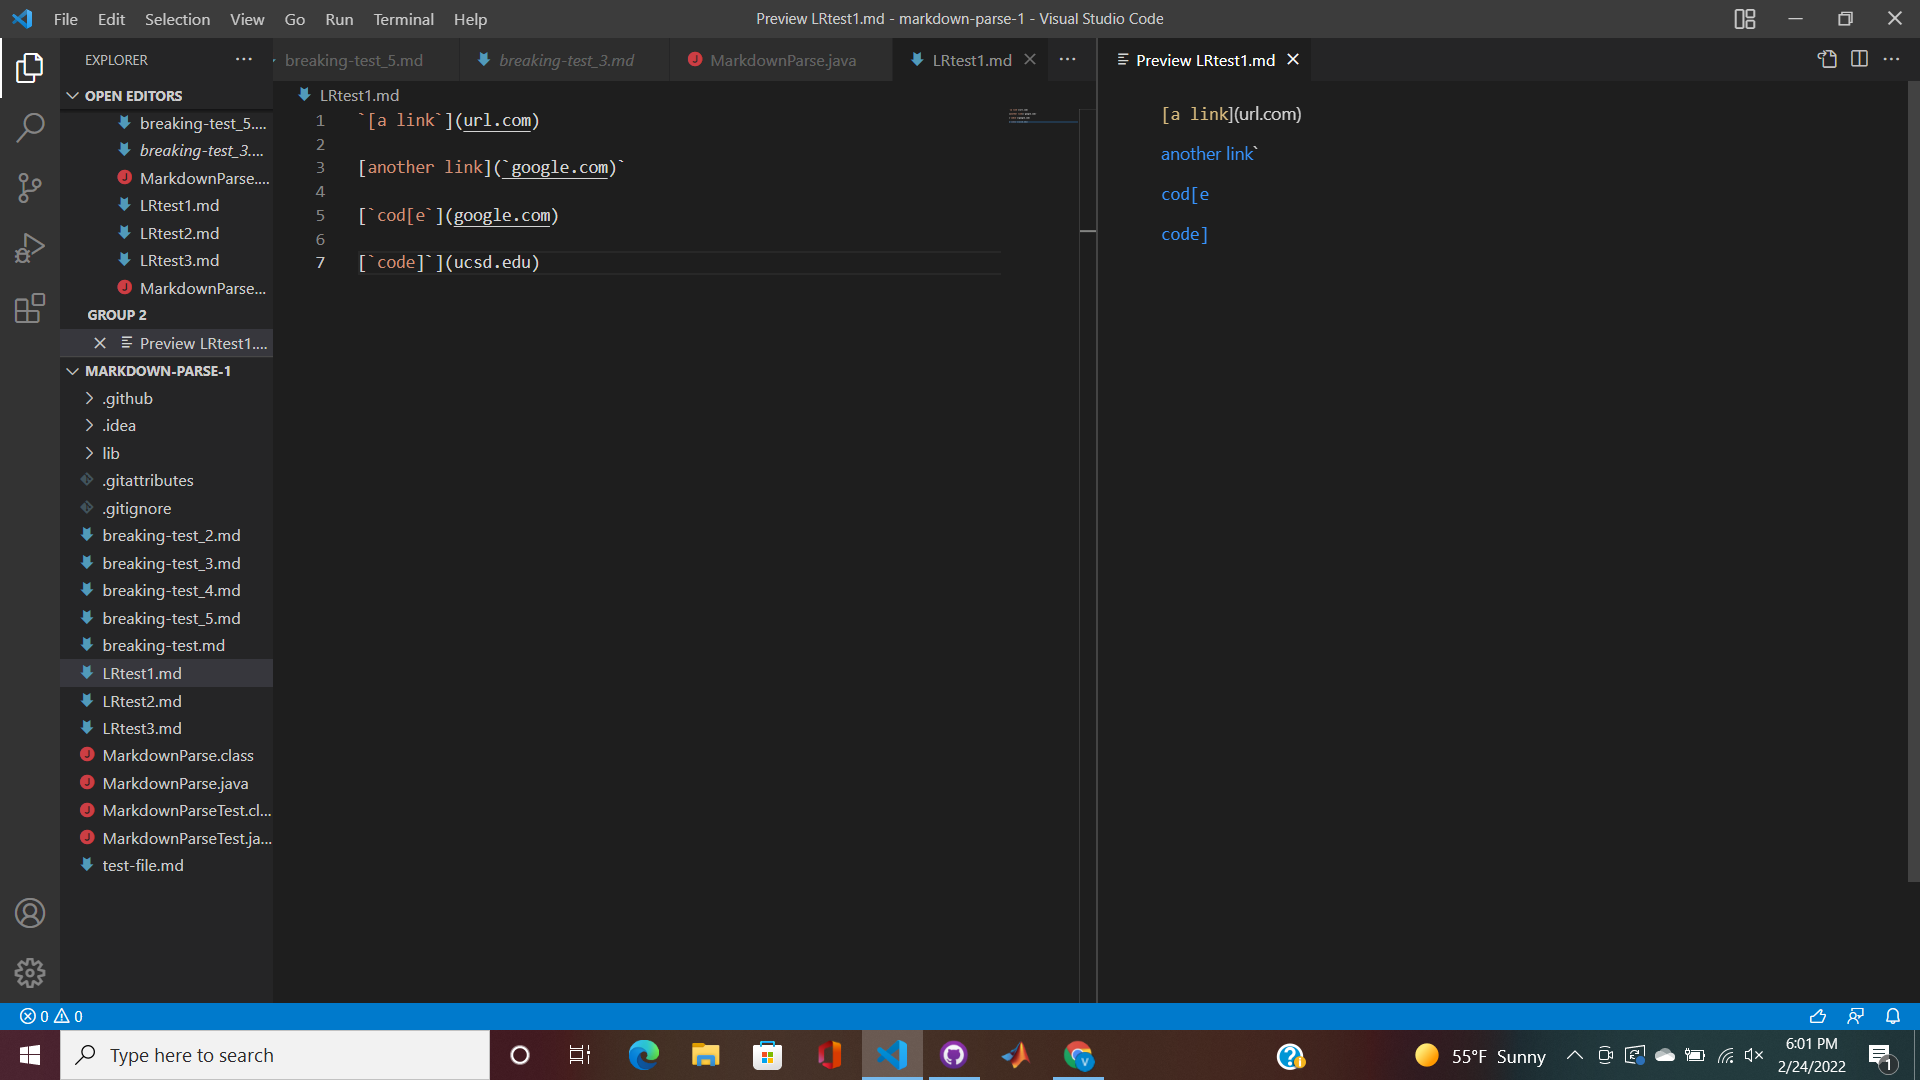 File Edit Selection View Go Run Terminal Help
Preview LRtest1.md - markdown-parse-1 - Visual Studio Code
EXPLORER
OPEN EDITORS
breaking-test_5....
breaking-test_3....
MarkdownParse....
LRtest1.md
LRtest2.md
LRtest3.md
MarkdownParse...
GROUP 2
Preview LRtest1....
MARKDOWN-PARSE-1
.github
.idea
lib
.gitattributes
.gitignore
breaking-test_2.md
breaking-test_3.md
breaking-test_4.md
breaking-test_5.md
breaking-test.md
LRtest1.md
LRtest2.md
LRtest3.md
MarkdownParse.class
MarkdownParse.java
MarkdownParseTest.cl...
MarkdownParseTest.ja...
test-file.md
breaking-test_5.md breaking-test_3.md MarkdownParse.java LRtest1.md
LRtest1.md
1 `[a link`](url.com)
2
3 [another link](`google.com)`
4
5 [`cod[e`](google.com)
6
7 [`code]`](ucsd.edu)
Preview LRtest1.md
[a link](url.com)
another link`
cod[e
code]
0 0
Type here to search
55°F Sunny
6:01 PM
2/24/2022
1